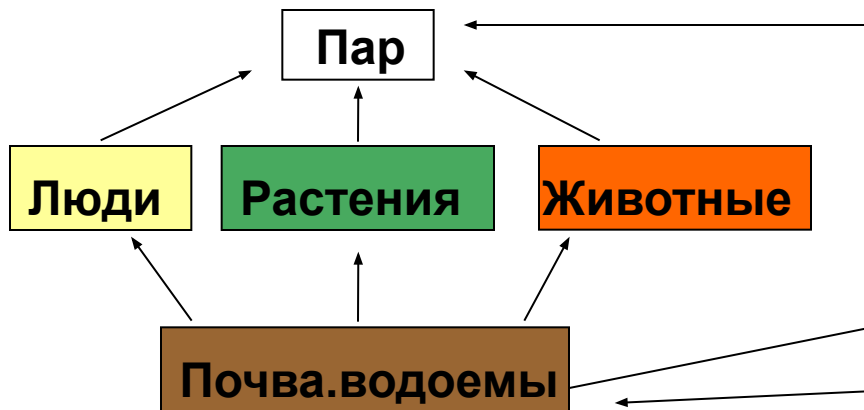 Пар
Люди
Растения
Животные
Почва.водоемы